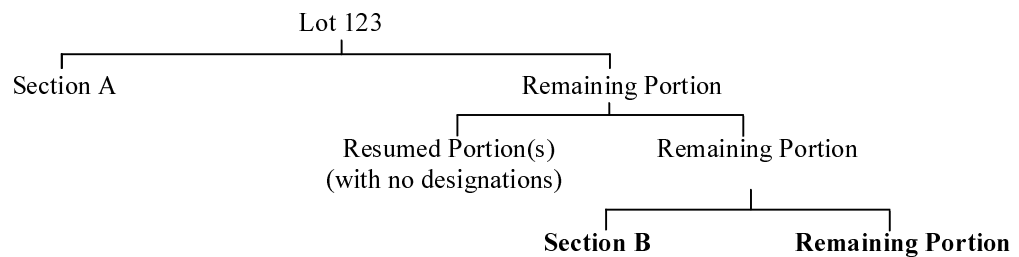 Lot 123
Section A
Remaining Portion
Resumed Portion(s)
(with no designations)
Remaining Portion
Section B
Remaining Portion